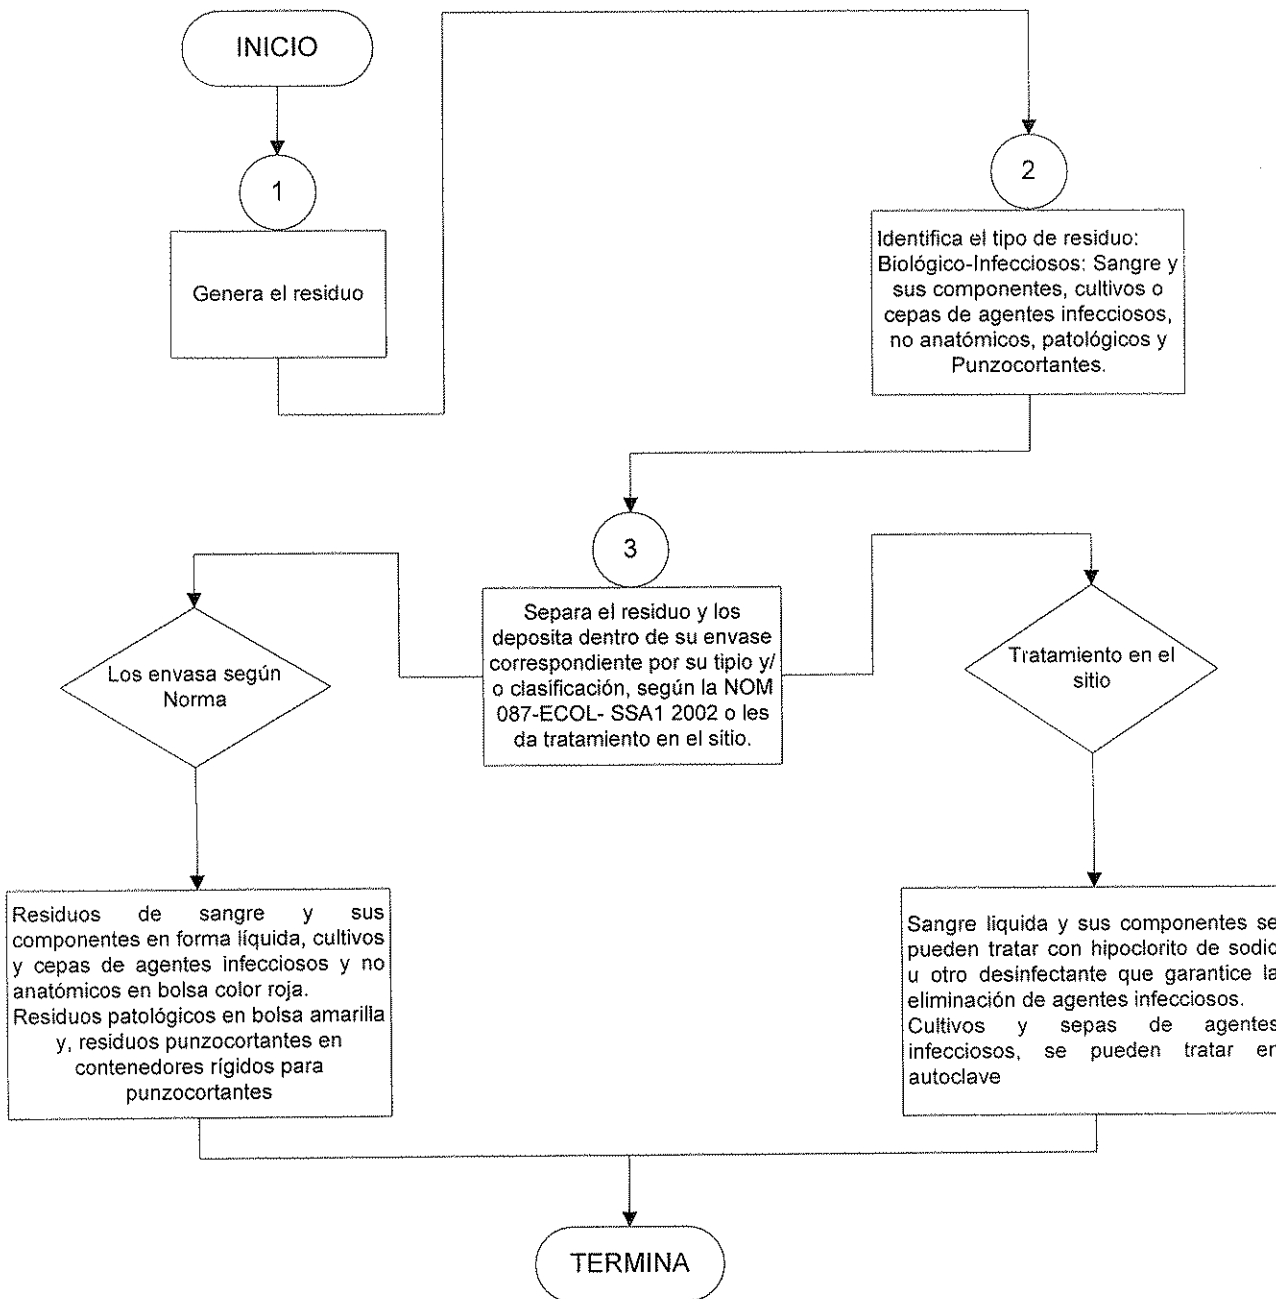 INICIO
1
Genera el residuo
2
Identifica el tipo de residuo:
Biológico-Infecciosos: Sangre y
sus componentes, cultivos o
cepas de agentes infecciosos,
no anatómicos, patológicos y
Punzocortantes.
3
Separa el residuo y los
deposita dentro de su envase
correspondiente por su tipio y/
o clasificación, según la NOM
087-ECOL- SSA1 2002 o les
da tratamiento en el sitio.
Los envasa según
Norma
Tratamiento en el
sitio
Residuos de sangre y sus
componentes en forma líquida, cultivos
y cepas de agentes infecciosos y no
anatómicos en bolsa color roja.
Residuos patológicos en bolsa amarilla
y, residuos punzocortantes en
contenedores rígidos para
punzocortantes
Sangre liquida y sus componentes se
pueden tratar con hipoclorito de sodio
u otro desinfectante que garantice la
eliminación de agentes infecciosos.
Cultivos y sepas de agentes
infecciosos, se pueden tratar en
autoclave
TERMINA